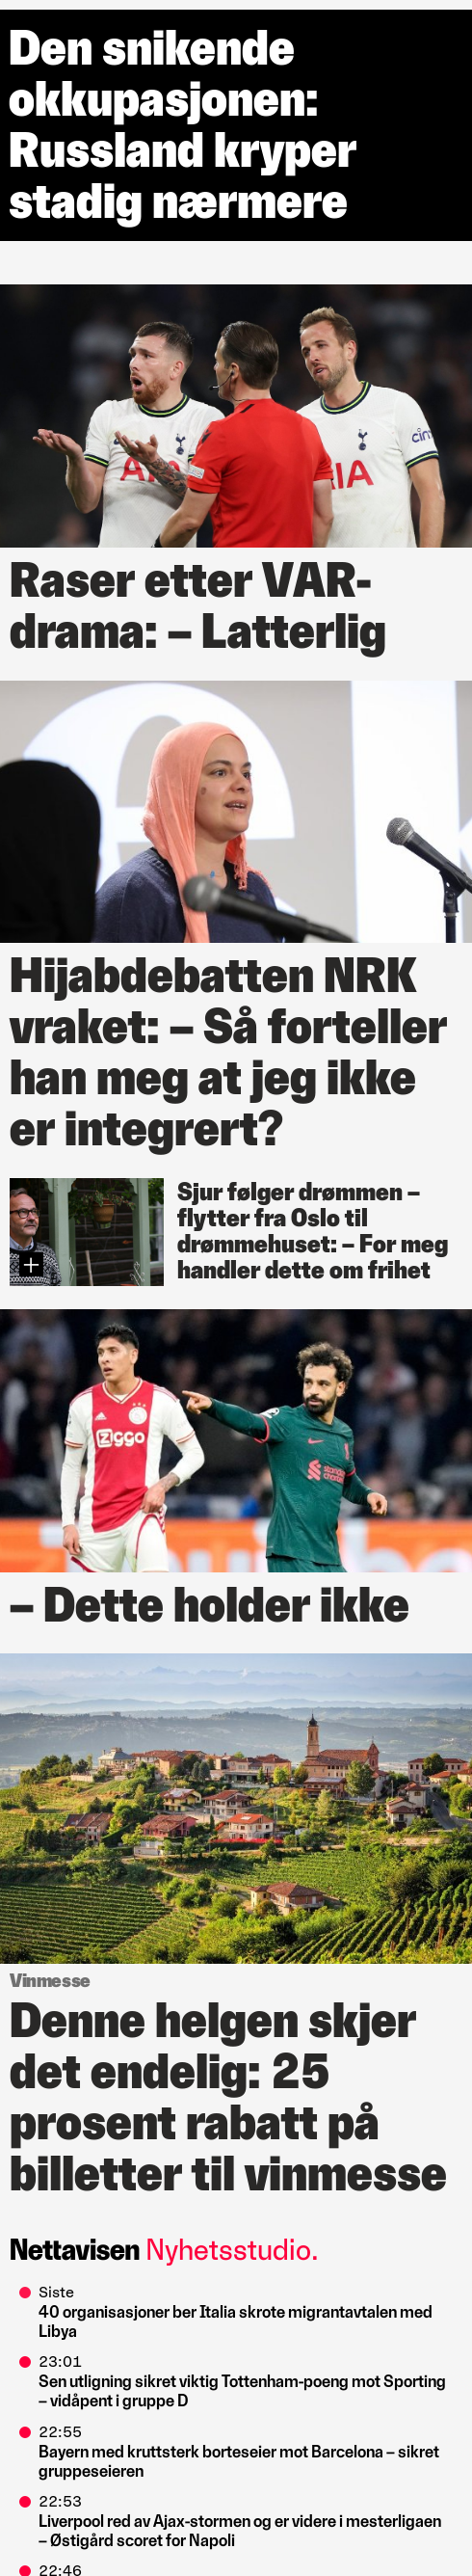 Den snikende
okkupasjonen:
Russland kryper
stadig nærmere
AIA
cin
IA
Raser etter VAR-
drama: – Latterlig
Hijabdebatten NRK
vraket: – Så forteller
han meg at jeg ikke
er integrert?
Sjur følger drømmen –
flytter fra Oslo til
drømmehuset: – For meg
handler dette om frihet
Ziggo
– Dette holder ikke
Vinmesse
Denne helgen skjer
det endelig: 25
prosent rabatt på
billetter til vinmesse
Nettavisen Nyhetsstudio.
Siste
40 organisasjoner ber Italia skrote migrantavtalen med
Libya
23:01
Sen utligning sikret viktig Tottenham-poeng mot Sporting
– vidåpent i gruppe D
22:55
Bayern med kruttsterk borteseier mot Barcelona – sikret
gruppeseieren
22:53
Liverpool red av Ajax-stormen og er videre i mesterligaen
– Østigård scoret for Napoli
22:46